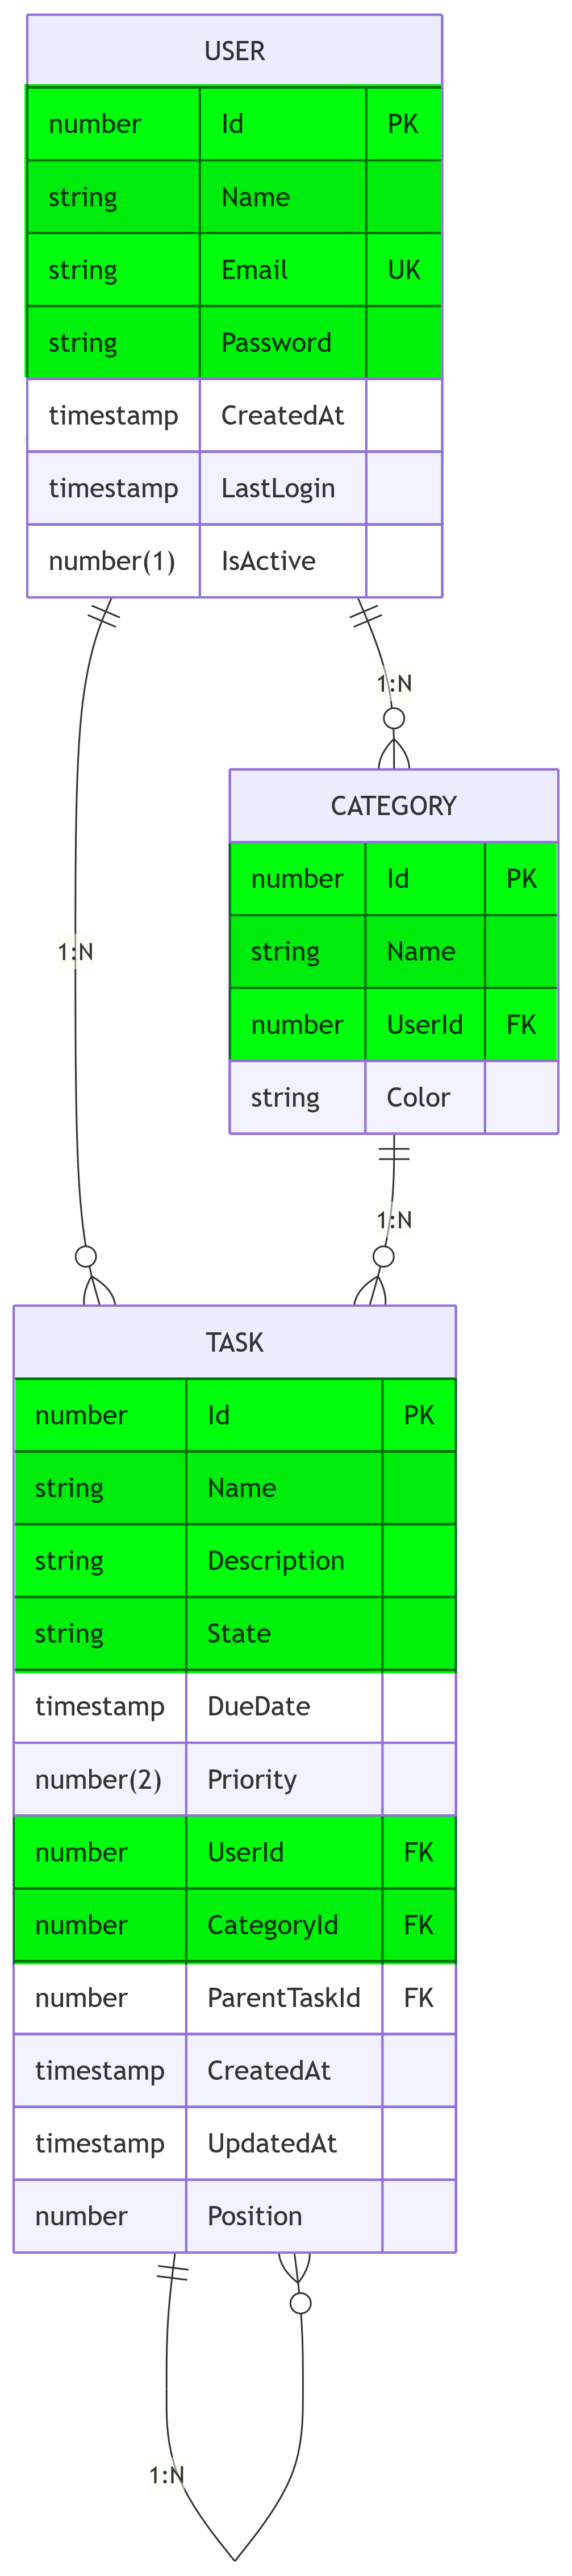 USER
number Id PK
string Name
string Email UK
string Password
timestamp CreatedAt
timestamp LastLogin
number(1) IsActive
1:N
CATEGORY
number Id PK
string Name
1:N
number UserId FK
string Color
1:N
TASK
number Id PK
string Name
string Description
string State
timestamp DueDate
number(2) Priority
number UserId FK
number CategoryId FK
number ParentTaskId FK
timestamp CreatedAt
timestamp UpdatedAt
number Position
1:N